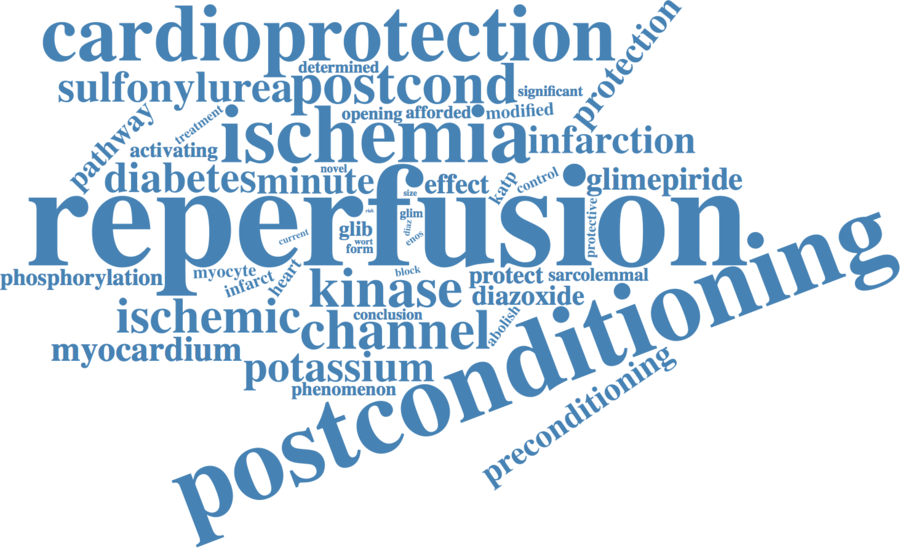 cardioprotection
protection
determined
sulfonylurea postcond significant
opening afforded modified
treatment
pathway
activating ischemia infarction
novel
diabetes minute effect katp control glimepiride
size
reperfusion
rich
glim
glib
diaz
protective
enos
wort
form
current
postconditioning
phosphorylation myocyte heart block protect sarcolemmal
infarct
kinase diazoxide
ischemic conclusion abolish
channel
myocardium
potassium
preconditioning
phenomenon